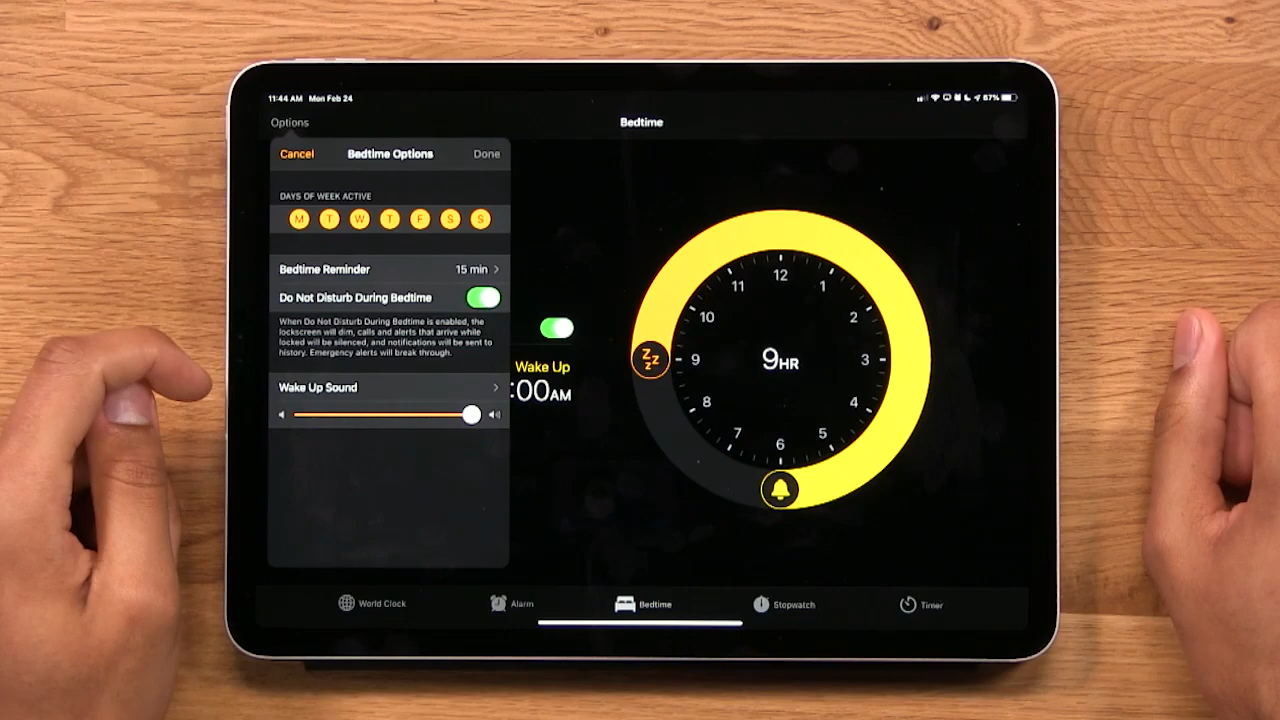 11:44 AM Mon Feb 24
67%
Options
Bedtime
Cancel
Bedtime Options
Done
DAYS OF WEEK ACTIVE
M T W T F S S
Bedtime Reminder
15 min
Do Not Disturb During Bedtime
When Do Not Disturb During Bedtime is enabled, the
lockscreen will dim, calls and alerts that arrive while
locked will be silenced, and notifications will be sent to
history. Emergency alerts will break through.
Wake Up Sound
Wake Up
:00AM
12
1
2
3
4
5
6
7
8
9
10
11
9HR
Zzz
World Clock
Alarm
Bedtime
Stopwatch
Timer